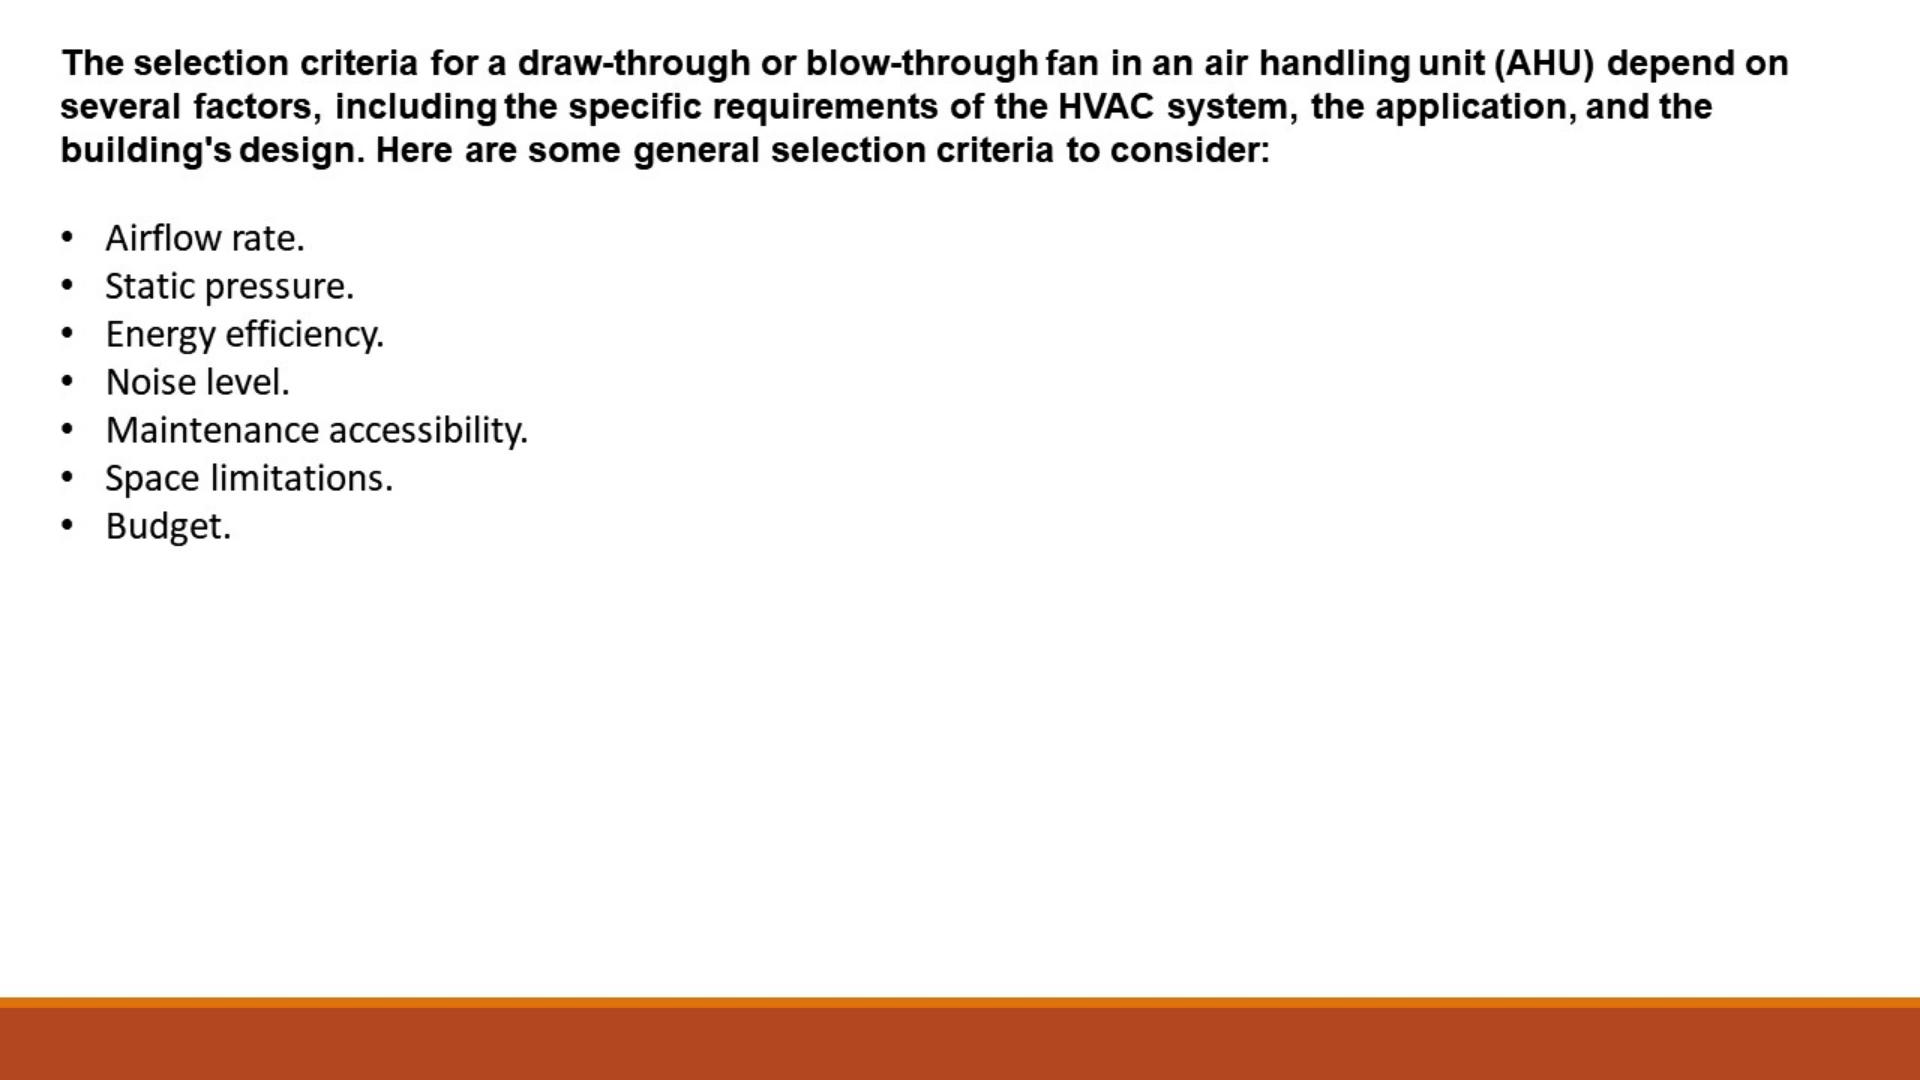 The selection criteria for a draw-through or blow-through fan in an air handling unit (AHU) depend on
several factors, including the specific requirements of the HVAC system, the application, and the
building's design. Here are some general selection criteria to consider:
• Airflow rate.
• Static pressure.
• Energy efficiency.
• Noise level.
• Maintenance accessibility.
• Space limitations.
• Budget.